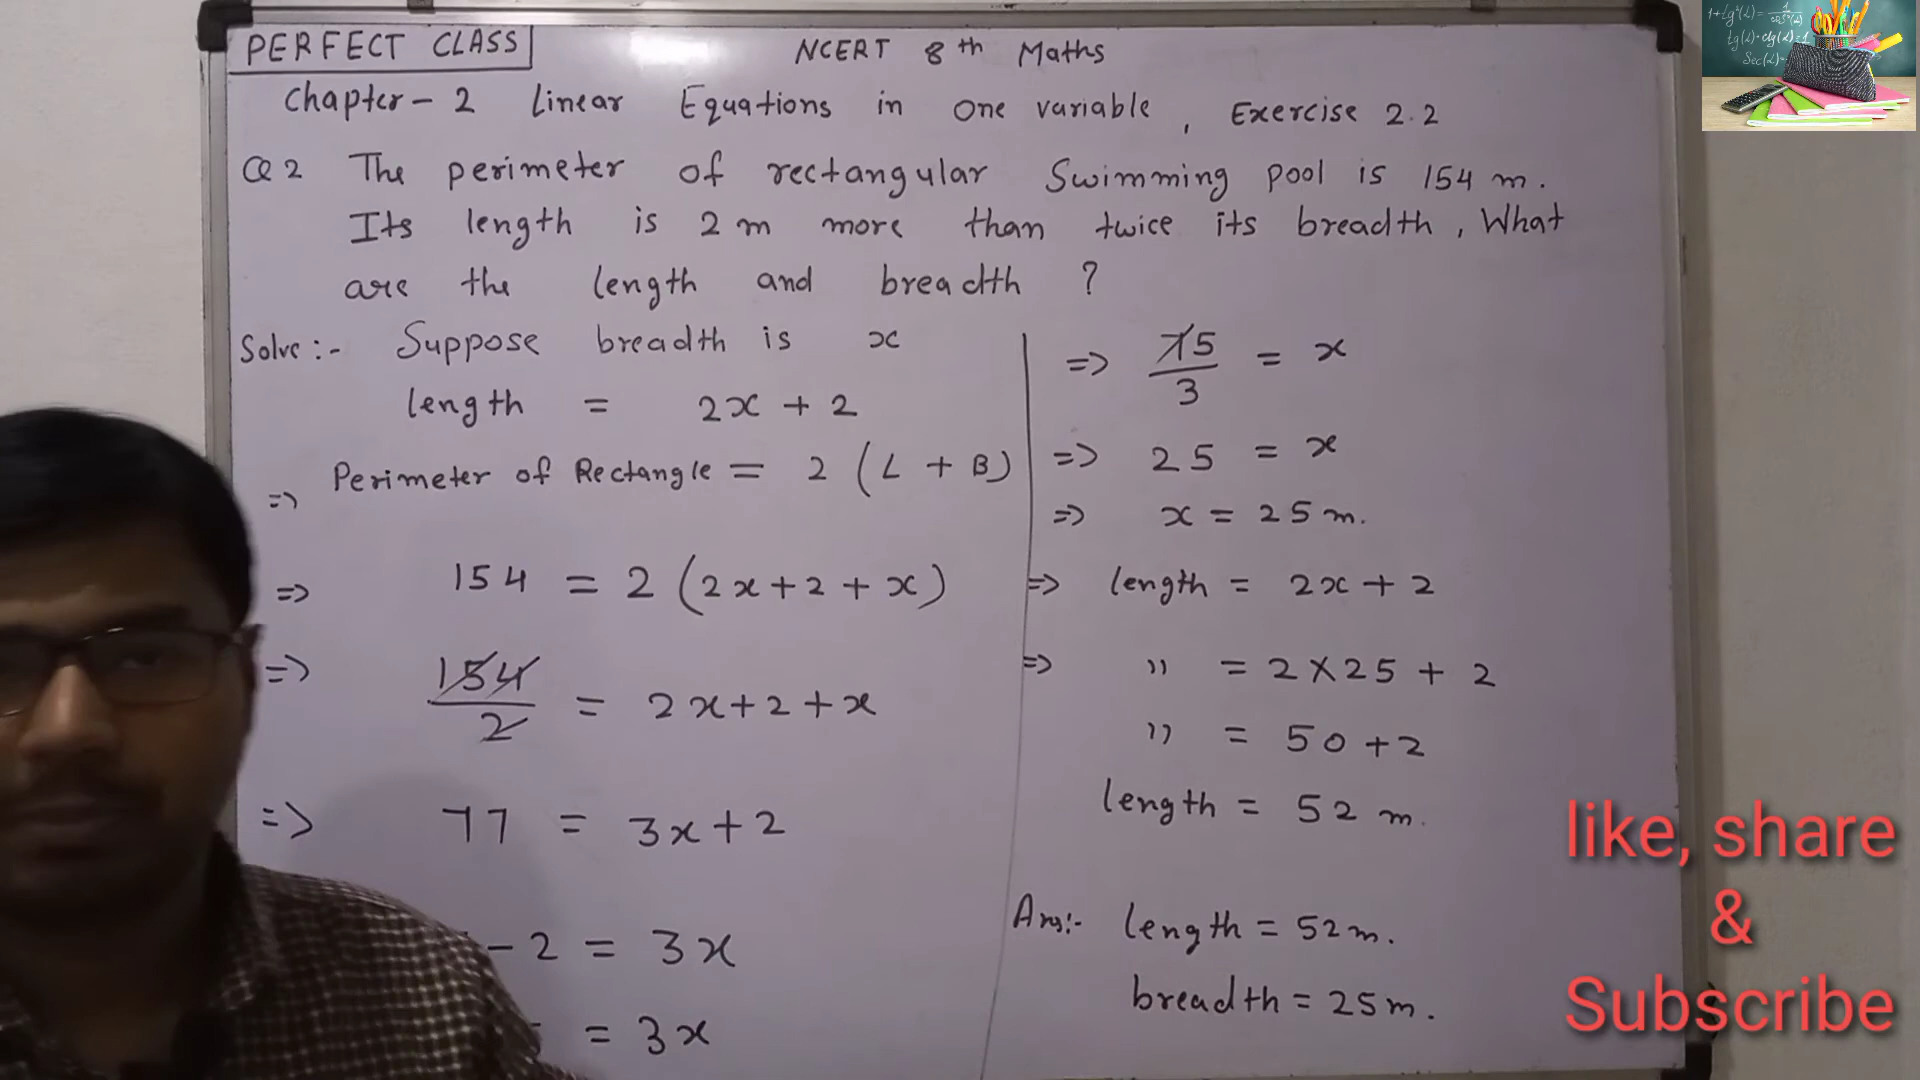 PERFECT CLASS
NCERT 8th Maths
Chapter - 2 Linear Equations in One variable, Exercise 2.2
Q 2 The perimeter of rectangular Swimming pool is 154 m.
Its length is 2 m more than twice its breadth, What
are the length and breadth ?
Solve :- Suppose breadth is x
length = 2x + 2
=> Perimeter of Rectangle = 2 (L + B)
=> 154 = 2 (2x+2+x)
=> 154/2 = 2x+2+x
=> 77 = 3x+2
- 2 = 3x
= 3x
=> 75/3 = x
=> 25 = x
=> x = 25 m.
=> length = 2x + 2
=> " = 2×25 + 2
" = 50+2
length = 52 m.
Ans:- length = 52 m.
breadth = 25 m.
like, share
&
Subscribe